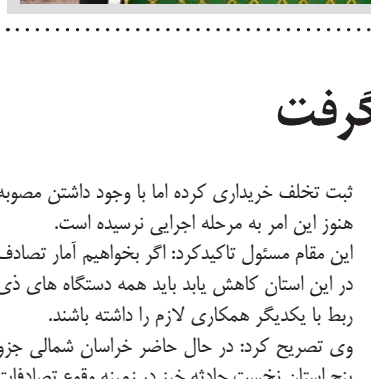 گرفت
ثبت تخلف خریداری کرده اما با وجود داشتن مصوبه
هنوز این امر به مرحله اجرایی نرسیده است.
این مقام مسئول تاکیدکرد: اگر بخواهیم آمار تصادف
در این استان کاهش یابد باید همه دستگاه های ذی
ربط با یکدیگر همکاری لازم را داشته باشند.
وی تصریح کرد: در حال حاضر خراسان شمالی جزو
پنج استان نخست حادثه خیز در زمینه وقوع تصادفات